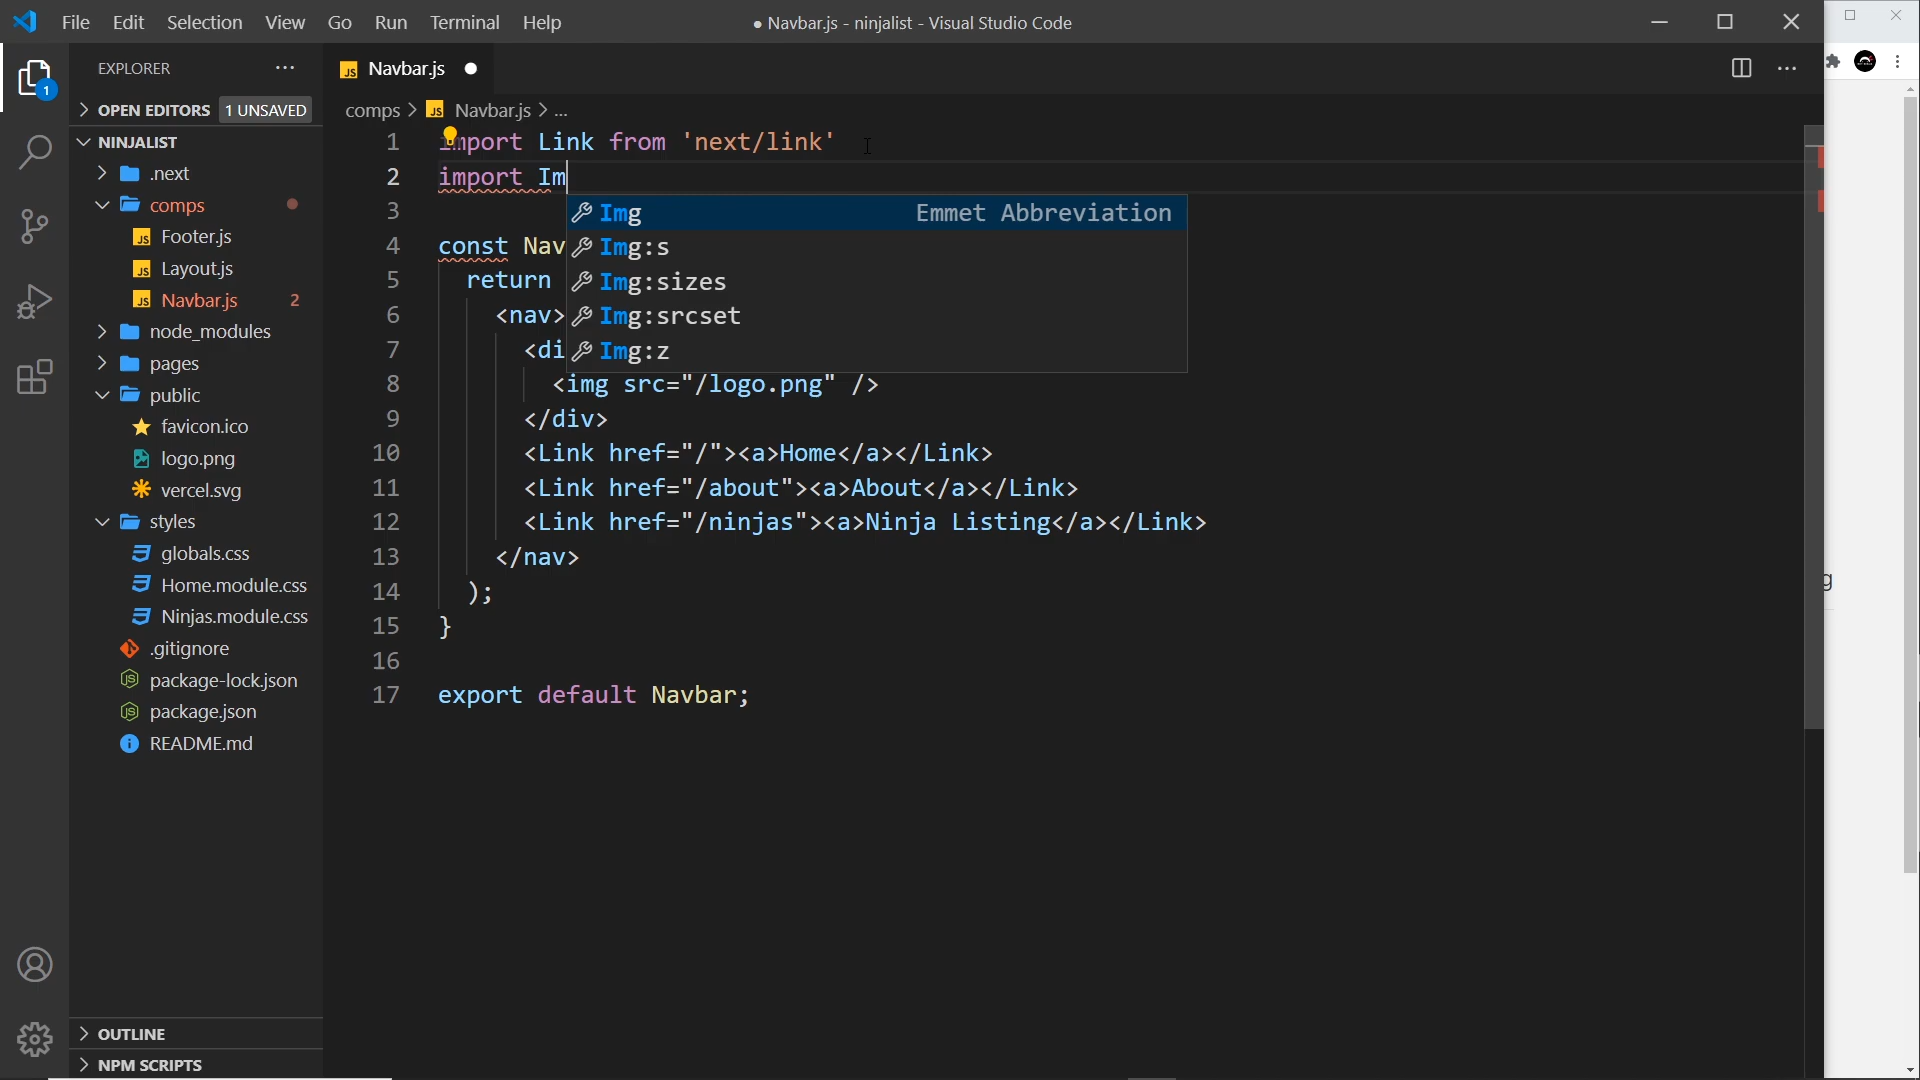 File Edit Selection View Go Run Terminal Help
● Navbar.js - ninjalist - Visual Studio Code
EXPLORER
1
OPEN EDITORS 1 UNSAVED
NINJALIST
.next
comps
Footer.js
Layout.js
Navbar.js 2
node_modules
pages
public
favicon.ico
logo.png
vercel.svg
styles
globals.css
Home.module.css
Ninjas.module.css
.gitignore
package-lock.json
package.json
README.md
OUTLINE
NPM SCRIPTS
JS Navbar.js
comps > JS Navbar.js > ...
1 import Link from 'next/link'
2 import Im
3
4 const Nav
5 return
6 <nav>
7 <di
8 <img src="/logo.png" />
9 </div>
10 <Link href="/"><a>Home</a></Link>
11 <Link href="/about"><a>About</a></Link>
12 <Link href="/ninjas"><a>Ninja Listing</a></Link>
13 </nav>
14 );
15 }
16
17 export default Navbar;
Img Emmet Abbreviation
Img:s
Img:sizes
Img:srcset
Img:z
g